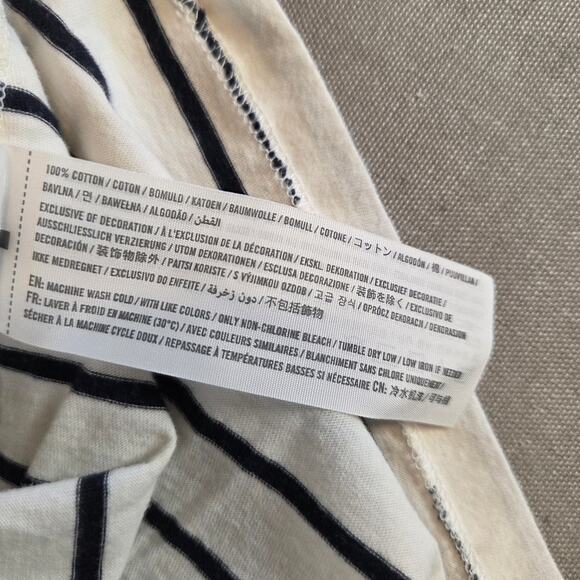 100% COTTON / COTON / BOMULD / KATOEN / BAUMWOLLE / BOMULL / COTONE / コットン / ALGODÓN / 棉 / PUUVILLAA /
BAVLNA / 면 / BAWEŁNA / ALGODÃO / القطن
EXCLUSIVE OF DECORATION / À L'EXCLUSION DE LA DÉCORATION / EKSKL. DEKORATION / EXCLUSIEF DECORATIE /
AUSSCHLIESSLICH VERZIERUNG / UTOM DEKORATIONEN / ESCLUSA DECORAZIONE / 装飾を除く / EXCLUSIVO DE
DECORACIÓN / 装饰物除外 / PAITSI KORISTE / S VÝJIMKOU OZDOB / 고급 장식 / OPRÓCZ DEKORACJI / DEKORASJON
IKKE MEDREGNET / EXCLUSIVO DO ENFEITE / دون زخرفة / 不包括飾物
EN: MACHINE WASH COLD / WITH LIKE COLORS / ONLY NON-CHLORINE BLEACH / TUMBLE DRY LOW / LOW IRON IF NEEDED
FR: LAVER À FROID EN MACHINE (30°C) / AVEC COULEURS SIMILAIRES / BLANCHIMENT SANS CHLORE UNIQUEMENT /
SÉCHER À LA MACHINE CYCLE DOUX / REPASSAGE À TEMPÉRATURES BASSES SI NÉCESSAIRE CN: 冷水机洗 /